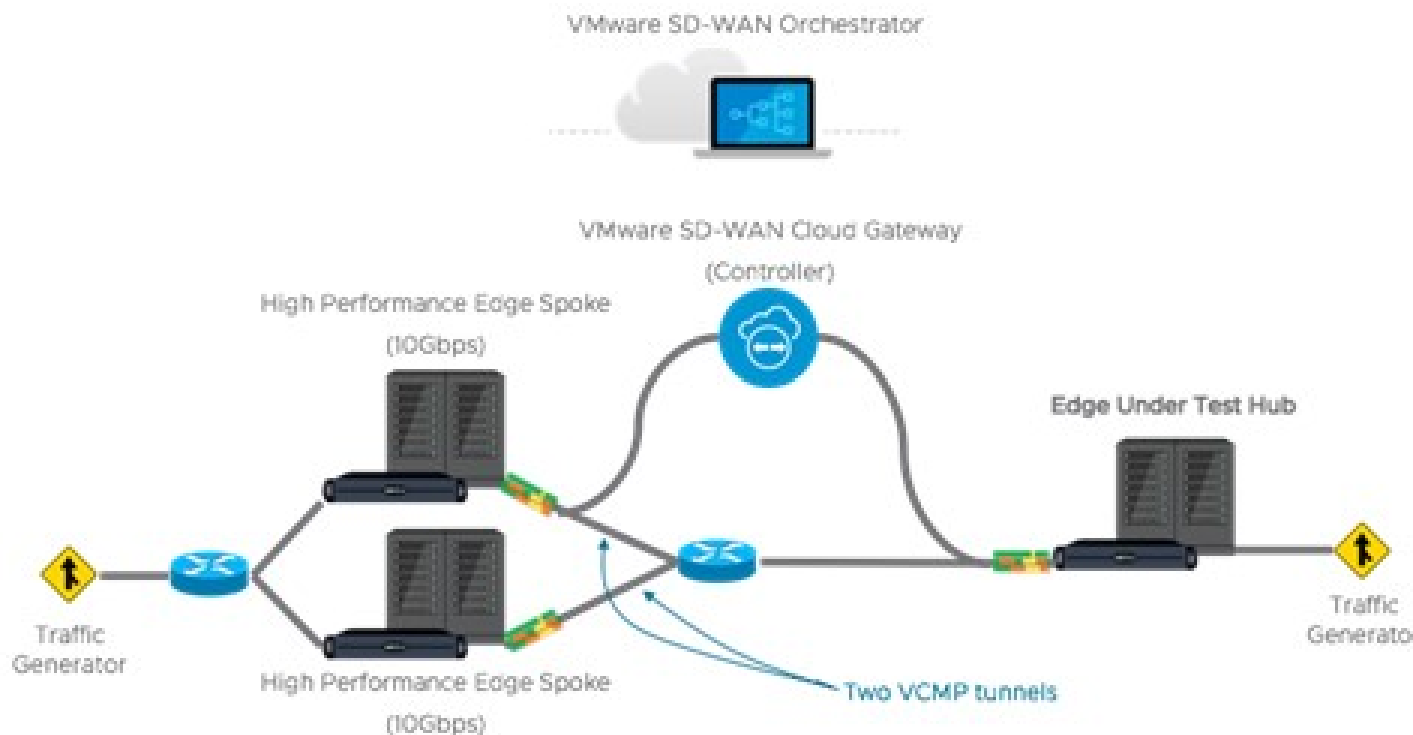 VMware SD-WAN Orchestrator
VMware SD-WAN Cloud Gateway
(Controller)
High Performance Edge Spoke
(10Gbps)
Edge Under Test Hub
Traffic
Generator
Traffic
Generato
High Performance Edge Spoke
(10Gbps)
Two VCMP tunnels